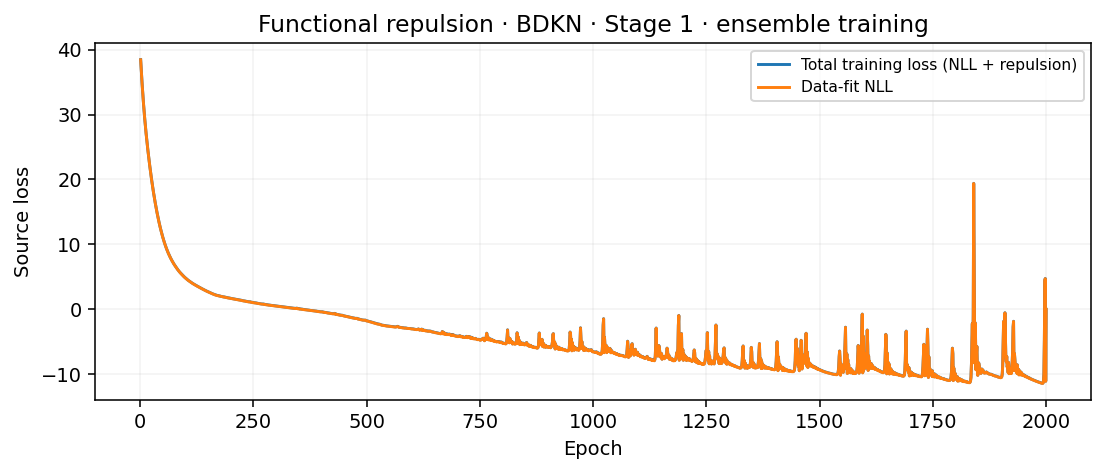 Functional repulsion · BDKN · Stage 1 · ensemble training
Total training loss (NLL + repulsion)
Data-fit NLL
Source loss
40
30
20
10
0
−10
0 250 500 750 1000 1250 1500 1750 2000
Epoch